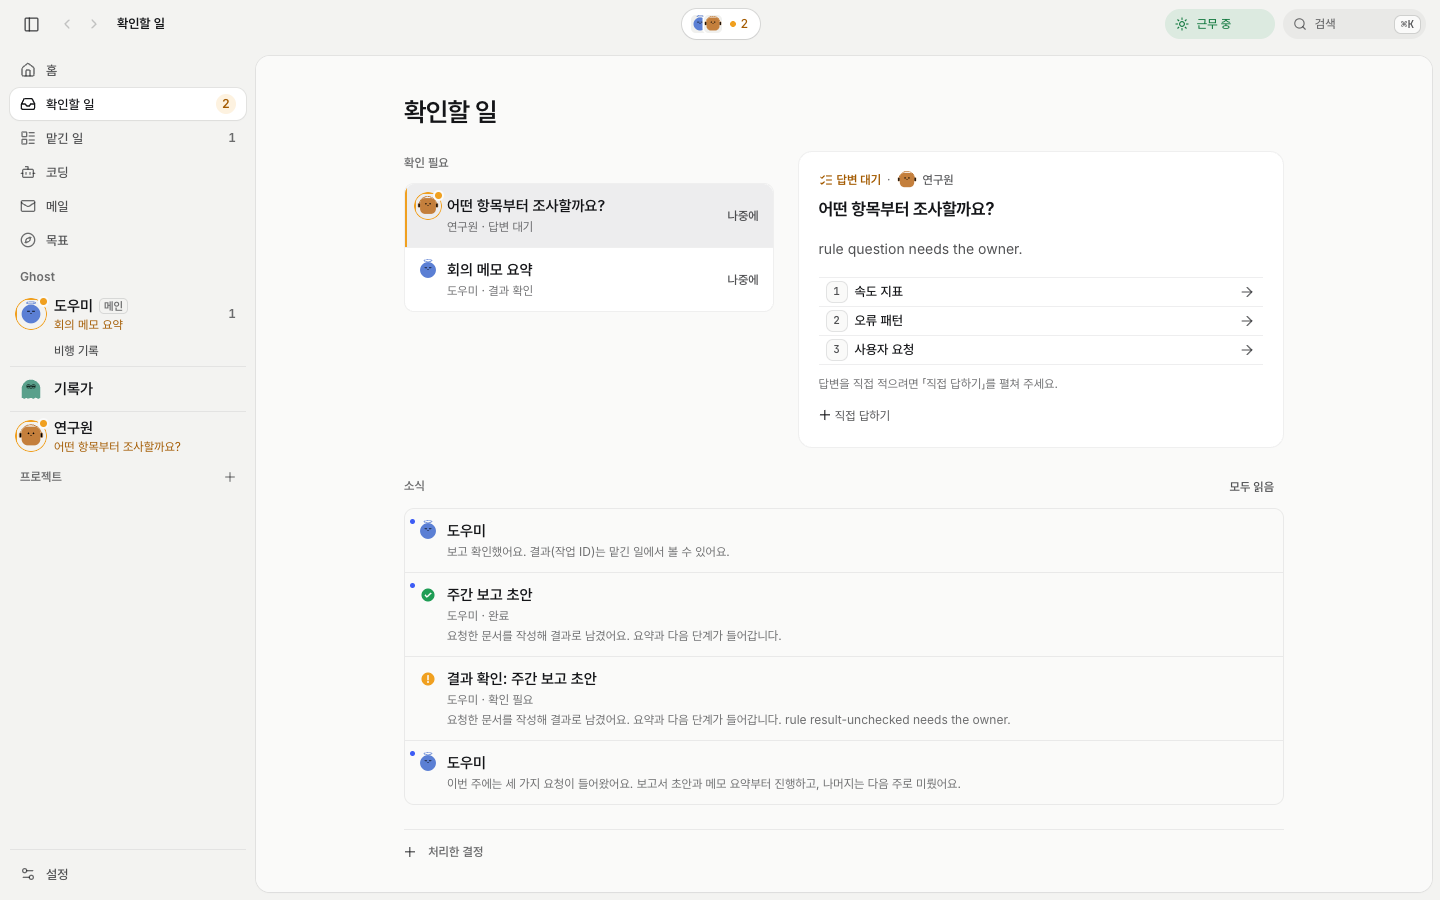 확인할 일
2
근무 중
검색
⌘K
홈
확인할 일
2
맡긴 일
1
코딩
메일
목표
Ghost
도우미 메인
회의 메모 요약
1
비행 기록
기록가
연구원
어떤 항목부터 조사할까요?
프로젝트
설정
확인할 일
확인 필요
어떤 항목부터 조사할까요?
연구원 · 답변 대기
나중에
회의 메모 요약
도우미 · 결과 확인
나중에
답변 대기 · 연구원
어떤 항목부터 조사할까요?
rule question needs the owner.
1 속도 지표
2 오류 패턴
3 사용자 요청
답변을 직접 적으려면 「직접 답하기」를 펼쳐 주세요.
직접 답하기
소식
모두 읽음
도우미
보고 확인했어요. 결과(작업 ID)는 맡긴 일에서 볼 수 있어요.
주간 보고 초안
도우미 · 완료
요청한 문서를 작성해 결과로 남겼어요. 요약과 다음 단계가 들어갑니다.
결과 확인: 주간 보고 초안
도우미 · 확인 필요
요청한 문서를 작성해 결과로 남겼어요. 요약과 다음 단계가 들어갑니다. rule result-unchecked needs the owner.
도우미
이번 주에는 세 가지 요청이 들어왔어요. 보고서 초안과 메모 요약부터 진행하고, 나머지는 다음 주로 미뤘어요.
처리한 결정